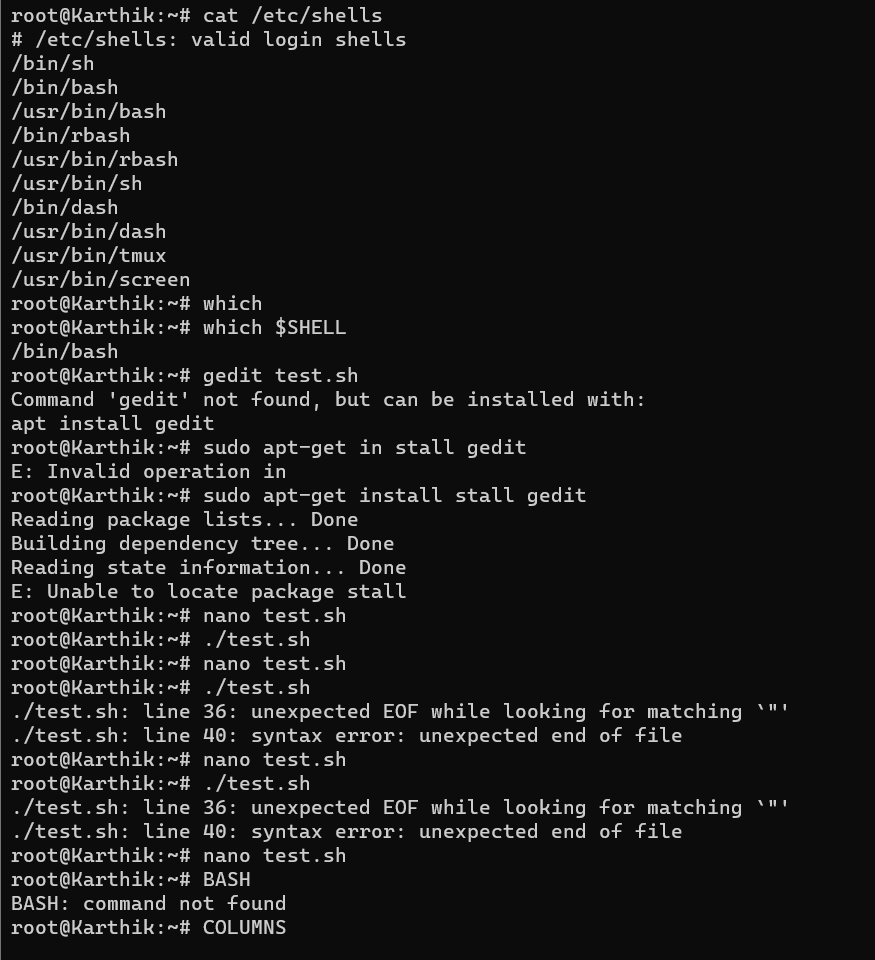 root@Karthik:~# cat /etc/shells
# /etc/shells: valid login shells
/bin/sh
/bin/bash
/usr/bin/bash
/bin/rbash
/usr/bin/rbash
/usr/bin/sh
/bin/dash
/usr/bin/dash
/usr/bin/tmux
/usr/bin/screen
root@Karthik:~# which
root@Karthik:~# which $SHELL
/bin/bash
root@Karthik:~# gedit test.sh
Command 'gedit' not found, but can be installed with:
apt install gedit
root@Karthik:~# sudo apt-get in stall gedit
E: Invalid operation in
root@Karthik:~# sudo apt-get install stall gedit
Reading package lists... Done
Building dependency tree... Done
Reading state information... Done
E: Unable to locate package stall
root@Karthik:~# nano test.sh
root@Karthik:~# ./test.sh
root@Karthik:~# nano test.sh
root@Karthik:~# ./test.sh
./test.sh: line 36: unexpected EOF while looking for matching `"'
./test.sh: line 40: syntax error: unexpected end of file
root@Karthik:~# nano test.sh
root@Karthik:~# ./test.sh
./test.sh: line 36: unexpected EOF while looking for matching `"'
./test.sh: line 40: syntax error: unexpected end of file
root@Karthik:~# nano test.sh
root@Karthik:~# BASH
BASH: command not found
root@Karthik:~# COLUMNS